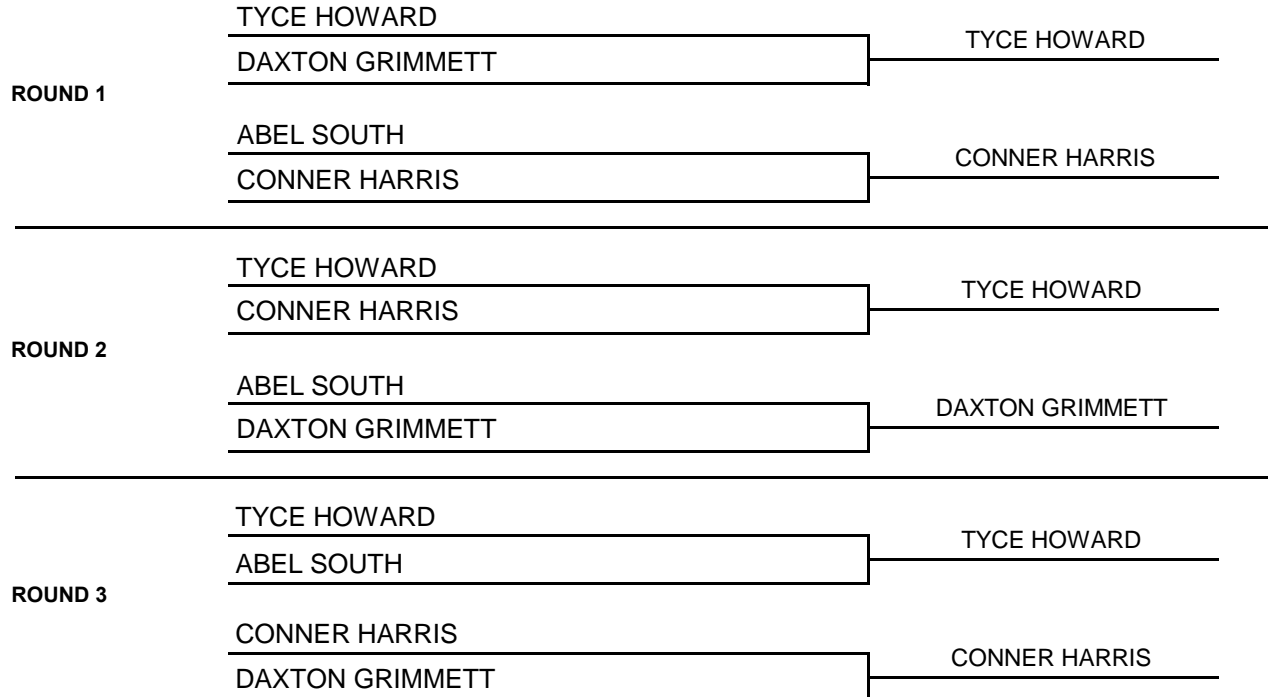 TYCE HOWARD
TYCE HOWARD
DAXTON GRIMMETT
ROUND 1
ABEL SOUTH
CONNER HARRIS
CONNER HARRIS
TYCE HOWARD
TYCE HOWARD
CONNER HARRIS
ROUND 2
ABEL SOUTH
DAXTON GRIMMETT
DAXTON GRIMMETT
TYCE HOWARD
TYCE HOWARD
ABEL SOUTH
ROUND 3
CONNER HARRIS
CONNER HARRIS
DAXTON GRIMMETT